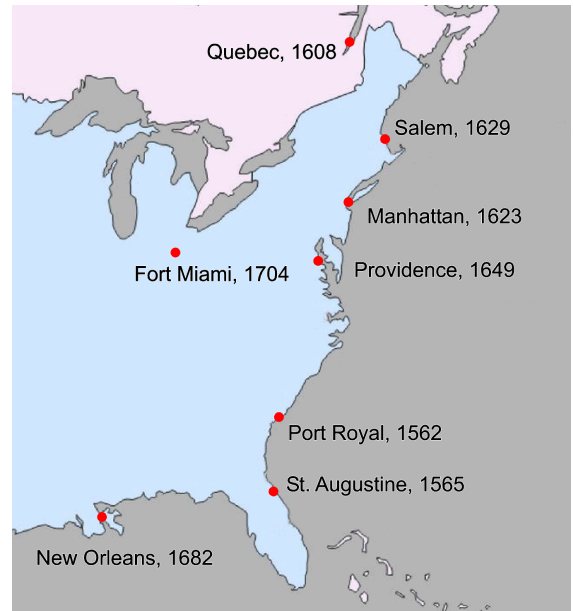 Quebec, 1608
Salem, 1629
Manhattan, 1623
Fort Miami, 1704
Providence, 1649
Port Royal, 1562
St. Augustine, 1565
New Orleans, 1682